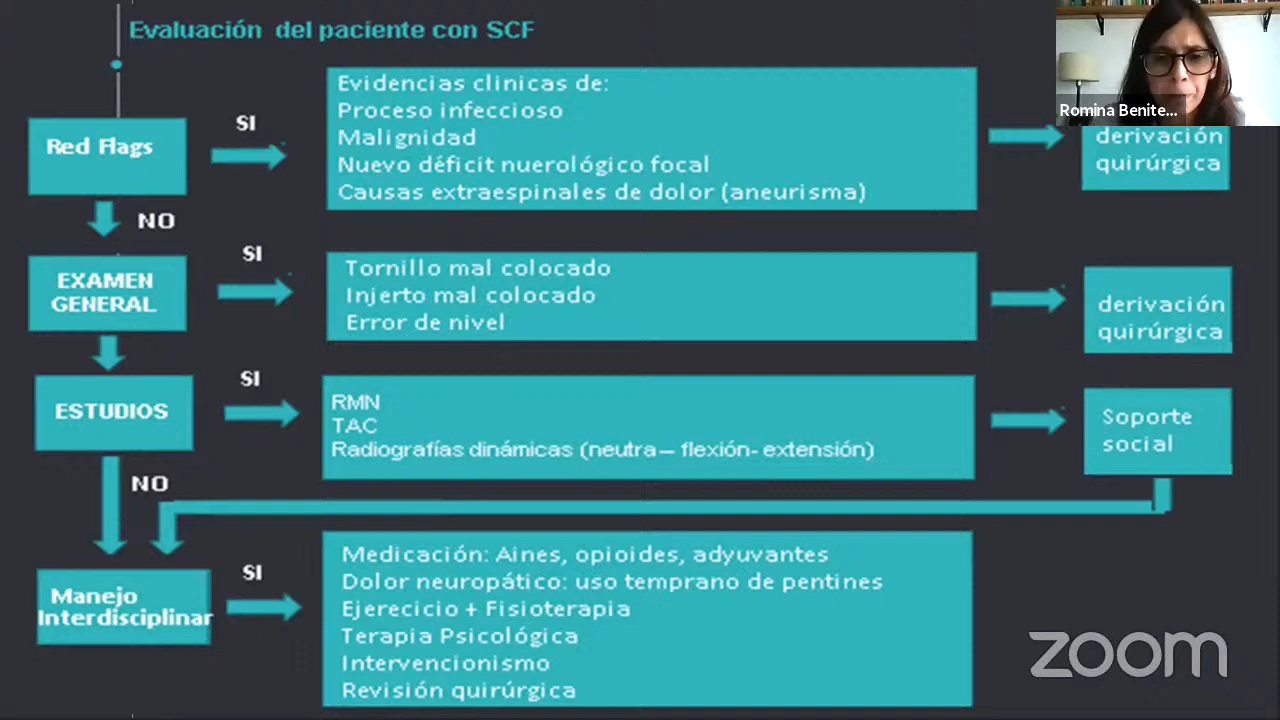 Evaluación del paciente con SCF
Romina Benite...
Red Flags
SI
Evidencias clinicas de:
Proceso infeccioso
Malignidad
Nuevo déficit nuerológico focal
Causas extraespinales de dolor (aneurisma)
derivación
quirúrgica
NO
EXAMEN
GENERAL
SI
Tornillo mal colocado
Injerto mal colocado
Error de nivel
derivación
quirúrgica
ESTUDIOS
SI
RMN
TAC
Radiografías dinámicas (neutra – flexión- extensión)
Soporte
social
NO
Manejo
Interdisciplinar
SI
Medicación: Aines, opioides, adyuvantes
Dolor neuropático: uso temprano de pentines
Ejerecicio + Fisioterapia
Terapia Psicológica
Intervencionismo
Revisión quirúrgica
zoom